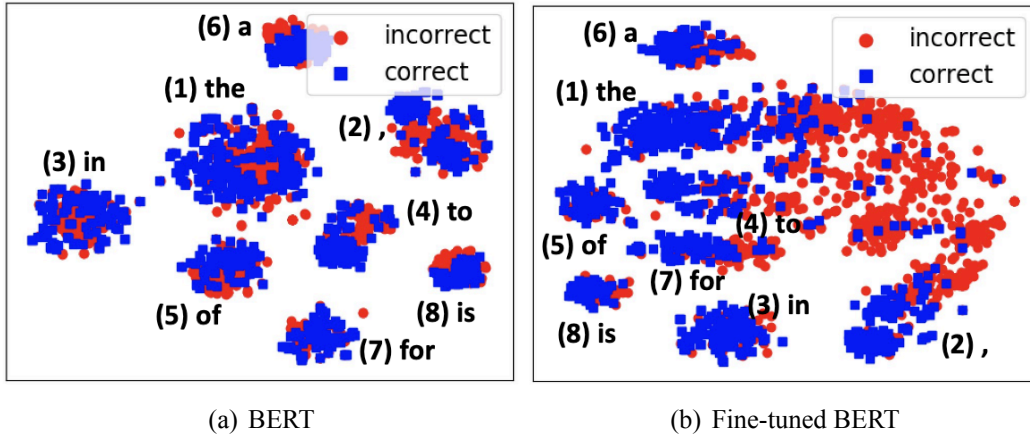 (6) a
incorrect
correct
(1) the
(2) ,
(3) in
(4) to
(5) of
(8) is
(7) for
(a) BERT
(6) a
incorrect
correct
(1) the
(5) of
(4) to
(7) for
(3) in
(8) is
(2) ,
(b) Fine-tuned BERT